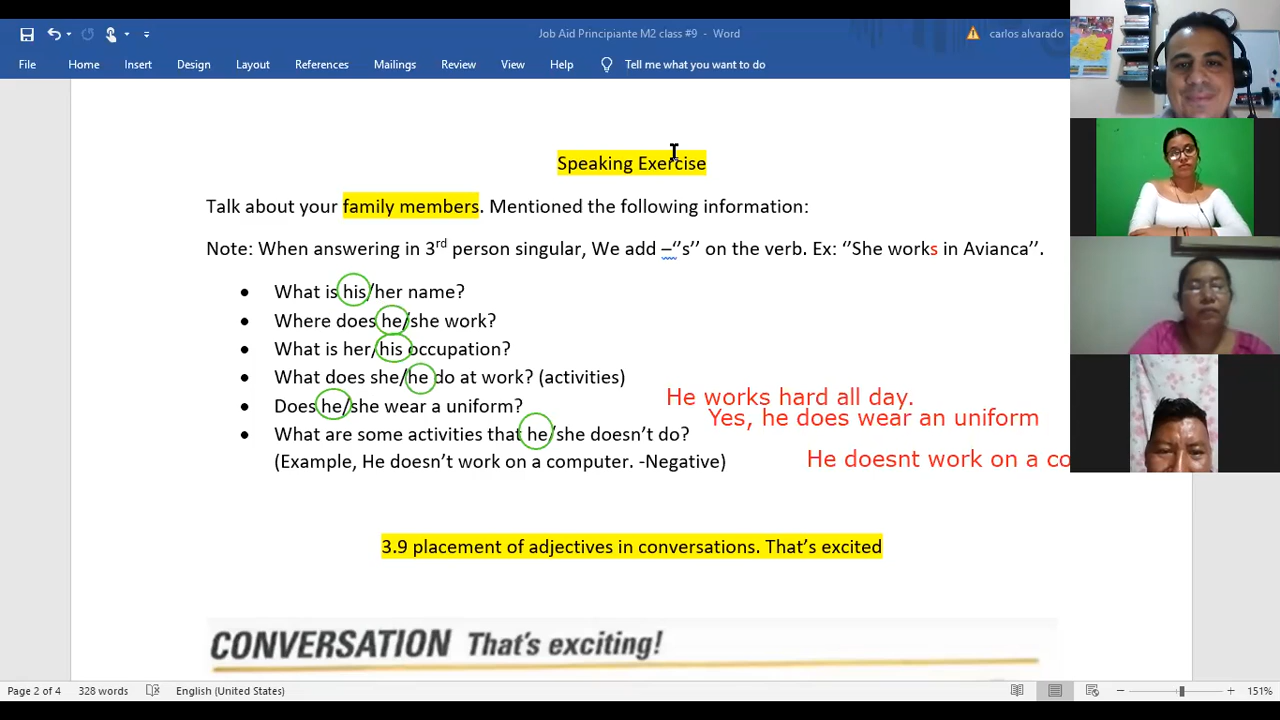 Job Aid Principiante M2 class #9 - Word
carlos alvarado
File Home Insert Design Layout References Mailings Review View Help Tell me what you want to do
Speaking Exercise
Talk about your family members. Mentioned the following information:
Note: When answering in 3rd person singular, We add –‘’s’’ on the verb. Ex: ‘’She works in Avianca’’.
• What is his/her name?
• Where does he/she work?
• What is her/his occupation?
• What does she/he do at work? (activities)
He works hard all day.
• Does he/she wear a uniform?
Yes, he does wear an uniform
• What are some activities that he/she doesn’t do?
(Example, He doesn’t work on a computer. -Negative)
He doesnt work on a co
3.9 placement of adjectives in conversations. That’s excited
CONVERSATION That's exciting!
Page 2 of 4 328 words English (United States) 151%